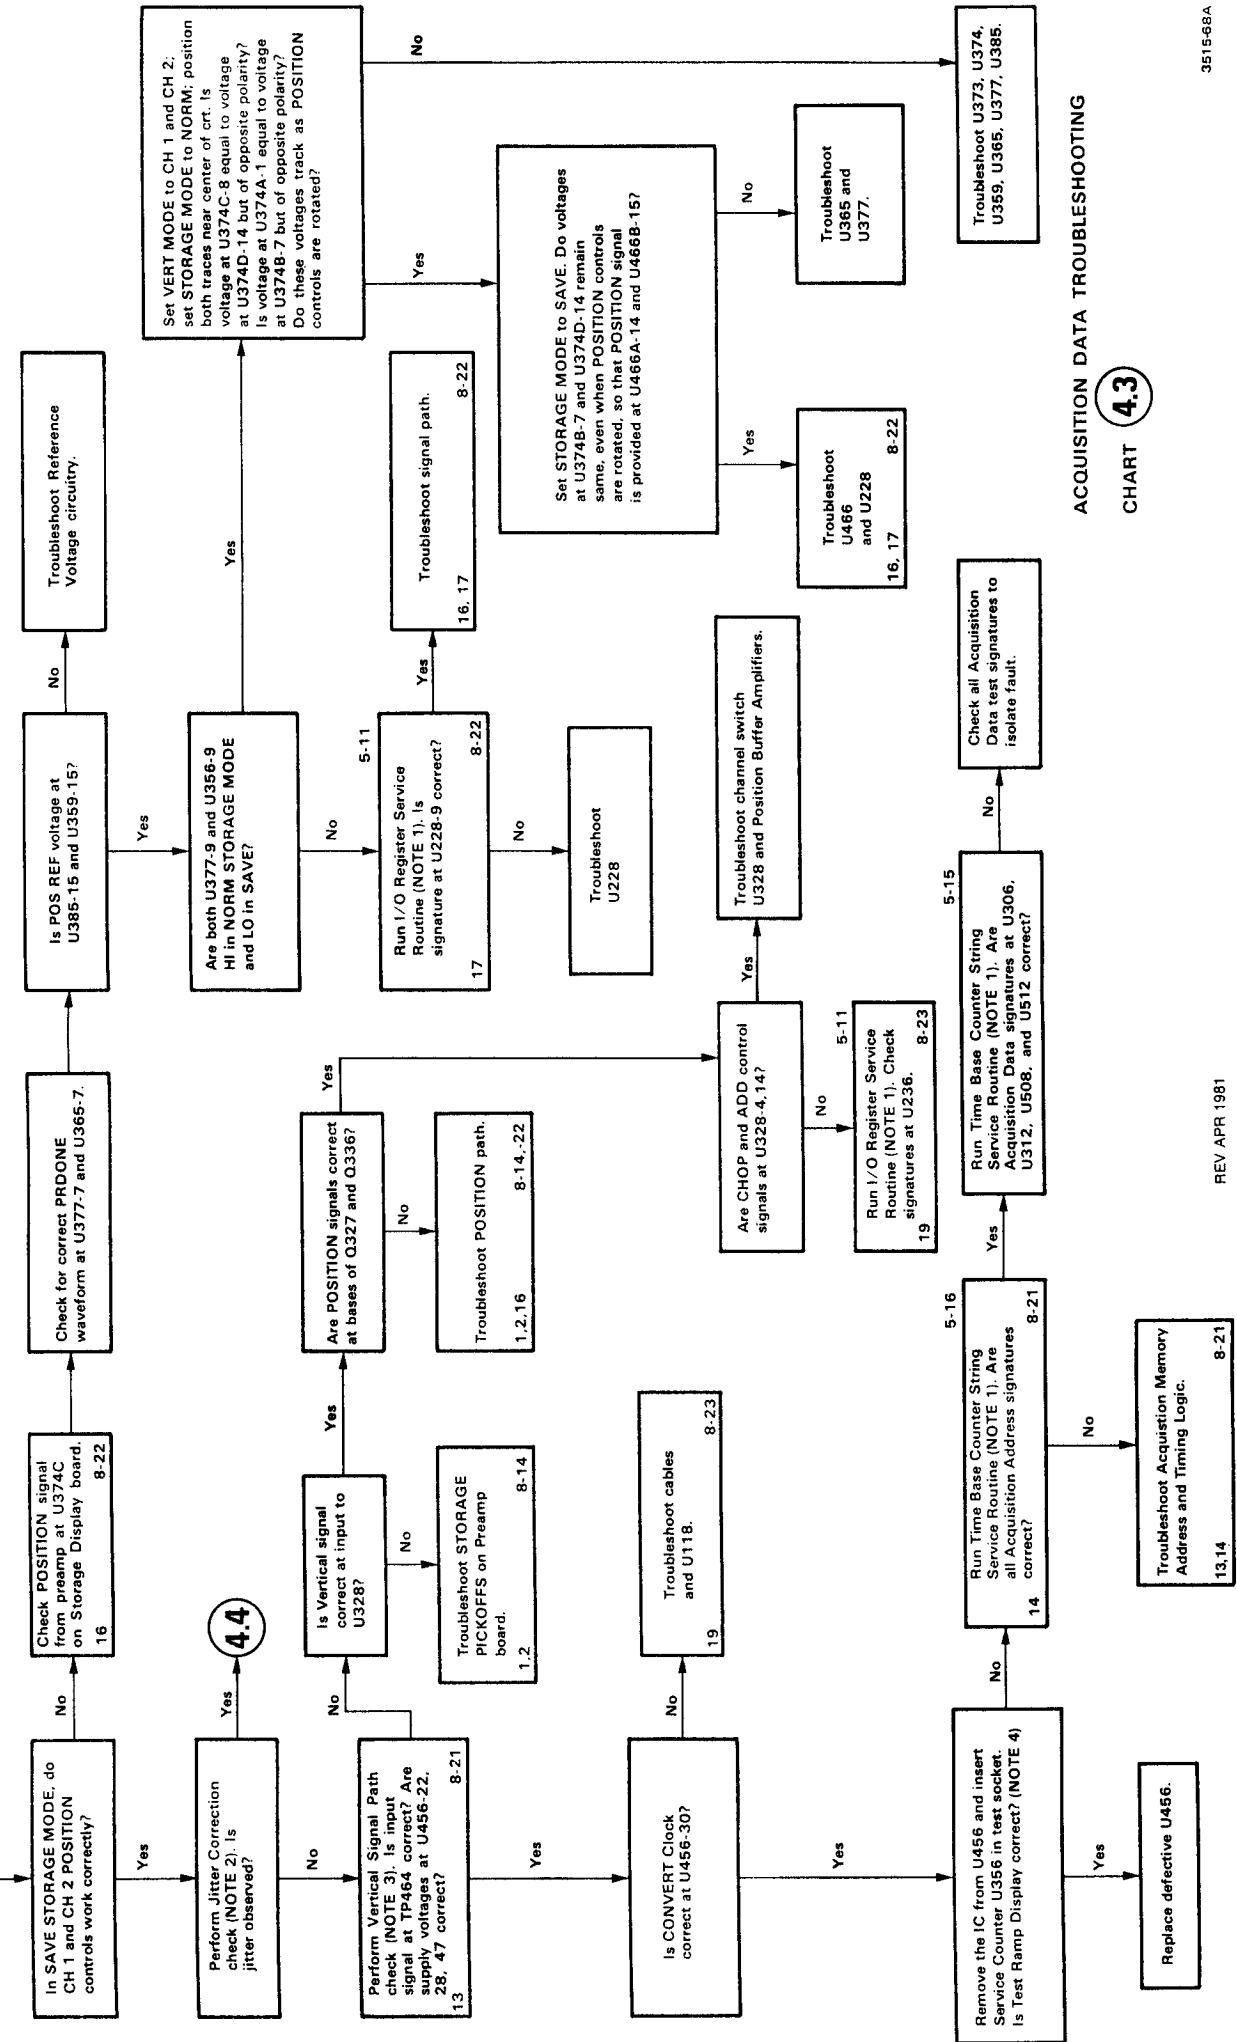 In SAVE STORAGE MODE, do
CH 1 and CH 2 POSITION
controls work correctly?
No
Yes
Check POSITION signal
from preamp at U374C
on Storage Display board.
16
8-22
Check for correct PRDONE
waveform at U377-7 and U365-7.
Is POS REF voltage at
U385-15 and U359-15?
No
Yes
Troubleshoot Reference
Voltage circuitry.
Perform Jitter Correction
check (NOTE 2). Is
jitter observed?
Yes
No
4.4
Are both U377-9 and U356-9
HI in NORM STORAGE MODE
and LO in SAVE?
Yes
No
Set VERT MODE to CH 1 and CH 2;
set STORAGE MODE to NORM; position
both traces near center of crt. Is
voltage at U374C-8 equal to voltage
at U374D-14 but of opposite polarity?
Is voltage at U374A-1 equal to voltage
at U374B-7 but of opposite polarity?
Do these voltages track as POSITION
controls are rotated?
No
Yes
Perform Vertical Signal Path
check (NOTE 3). Is input
signal at TP464 correct? Are
supply voltages at U456-22,
28, 47 correct?
13
8-21
No
Yes
Is Vertical signal
correct at input to
U328?
Yes
No
Are POSITION signals correct
at bases of Q327 and Q336?
Yes
No
5-11
Run I/O Register Service
Routine (NOTE 1). Is
signature at U228-9 correct?
17
8-22
Yes
No
Troubleshoot signal path.
16, 17
8-22
Troubleshoot STORAGE
PICKOFFS on Preamp
board.
1,2
8-14
Troubleshoot POSITION path.
1,2,16
8-14,-22
Troubleshoot
U228
Set STORAGE MODE to SAVE. Do voltages
at U374B-7 and U374D-14 remain
same, even when POSITION controls
are rotated, so that POSITION signal
is provided at U466A-14 and U466B-15?
Yes
No
Is CONVERT Clock
correct at U456-30?
No
Yes
Troubleshoot cables
and U118.
19
8-23
Are CHOP and ADD control
signals at U328-4,14?
Yes
No
Troubleshoot channel switch
U328 and Position Buffer Amplifiers.
Troubleshoot
U466
and U228
16, 17
8-22
Troubleshoot
U365 and
U377.
5-11
Run I/O Register Service
Routine (NOTE 1). Check
signatures at U236.
19
8-23
Remove the IC from U456 and insert
Service Counter U356 in test socket.
Is Test Ramp Display correct? (NOTE 4)
No
Yes
5-16
Run Time Base Counter String
Service Routine (NOTE 1). Are
all Acquisition Address signatures
correct?
14
8-21
Yes
No
5-15
Run Time Base Counter String
Service Routine (NOTE 1). Are
Acquisition Data signatures at U306,
U312, U508, and U512 correct?
No
Check all Acquisition
Data test signatures to
isolate fault.
Troubleshoot U373, U374,
U359, U365, U377, U385.
Replace defective U456.
Troubleshoot Acquistion Memory
Address and Timing Logic.
13,14
8-21
ACQUISITION DATA TROUBLESHOOTING
CHART 4.3
REV APR 1981
3515-68A